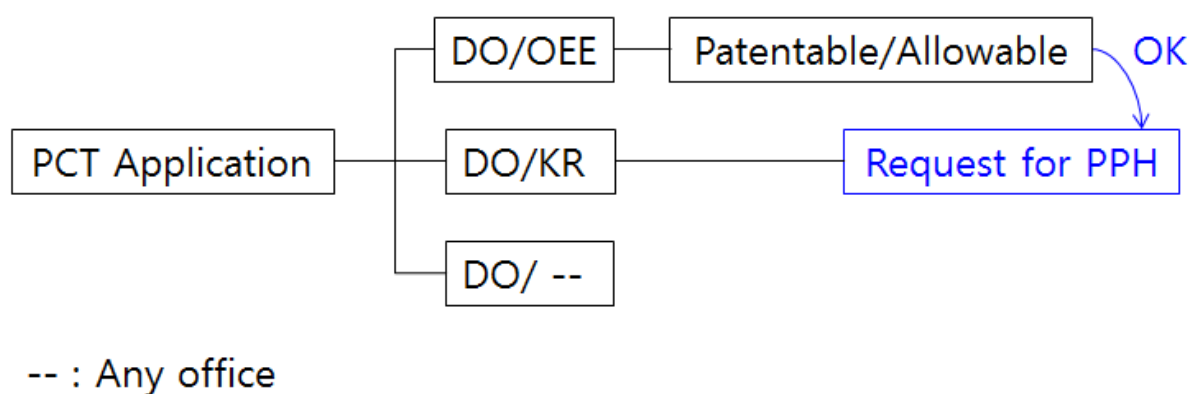 DO/OEE
Patentable/Allowable
OK
PCT Application
DO/KR
Request for PPH
DO/ --
-- : Any office